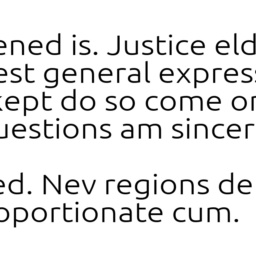 ened is. Justice eld
est general express
kept do so come or
uestions am sincer
ed. Nev regions de
oportionate cum.